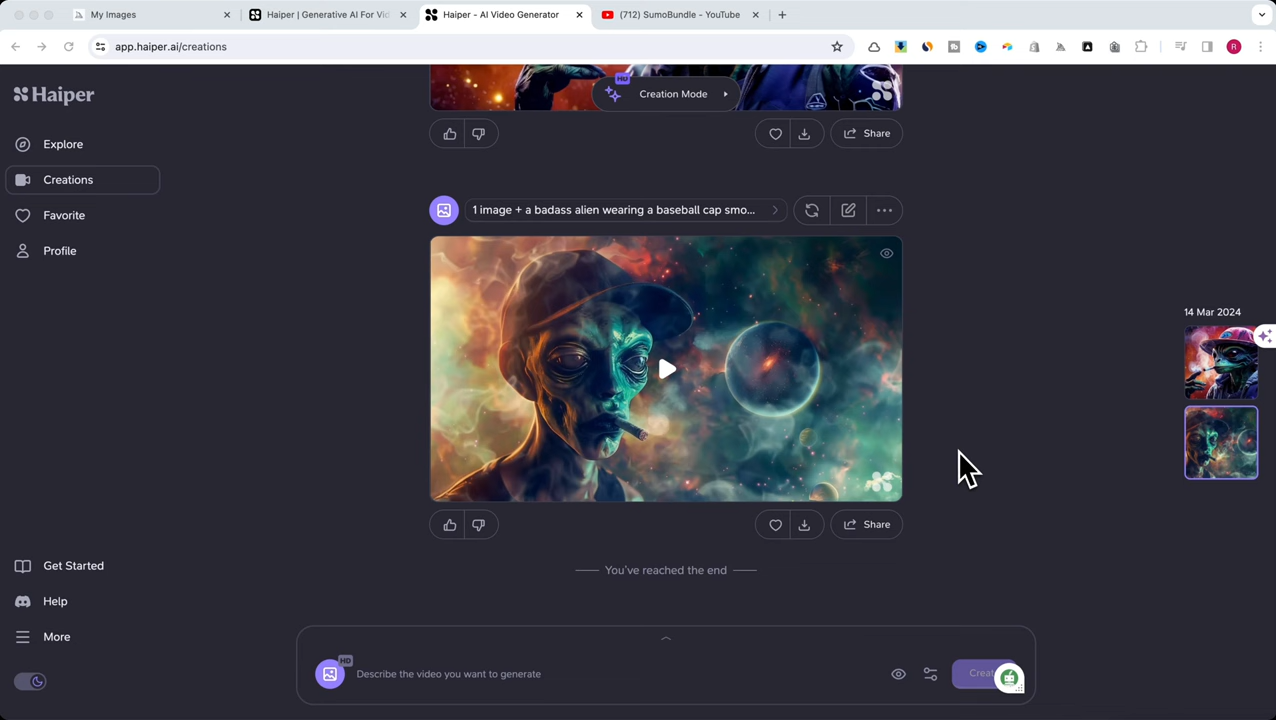 My Images
Haiper | Generative AI For Vid
Haiper - AI Video Generator
(712) SumoBundle - YouTube
app.haiper.ai/creations
R
Haiper
HD
Creation Mode
Explore
Share
Creations
1 image + a badass alien wearing a baseball cap smo...
Favorite
Profile
14 Mar 2024
Share
Get Started
You've reached the end
Help
More
HD
Describe the video you want to generate
Creat